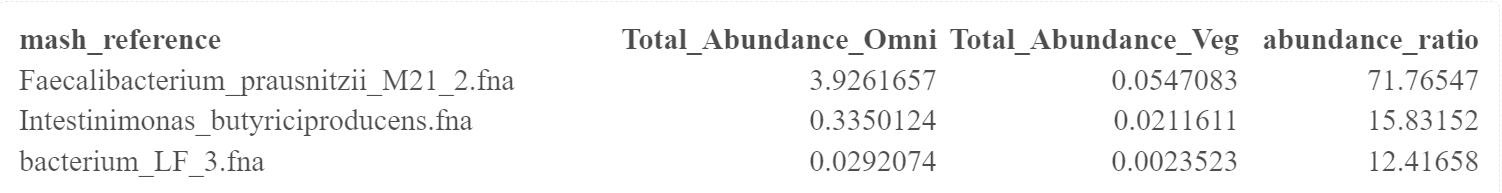 mash_reference Total_Abundance_Omni Total_Abundance_Veg abundance_ratio
Faecalibacterium_prausnitzii_M21_2.fna 3.9261657 0.0547083 71.76547
Intestinimonas_butyriciproducens.fna 0.3350124 0.0211611 15.83152
bacterium_LF_3.fna 0.0292074 0.0023523 12.41658